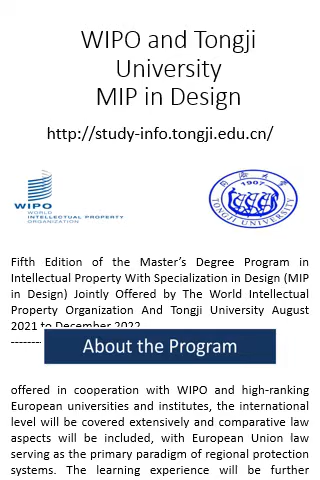 WIPO and Tongji
University
MIP in Design
http://study-info.tongji.edu.cn/
WIPO
WORLD
INTELLECTUAL PROPERTY
ORGANIZATION
1907
TONGJI UNIVERSITY
Fifth Edition of the Master’s Degree Program in
Intellectual Property With Specialization in Design (MIP
in Design) Jointly Offered by The World Intellectual
Property Organization And Tongji University August
2021 to December 2022
--------
About the Program
offered in cooperation with WIPO and high-ranking
European universities and institutes, the international
level will be covered extensively and comparative law
aspects will be included, with European Union law
serving as the primary paradigm of regional protection
systems. The learning experience will be further